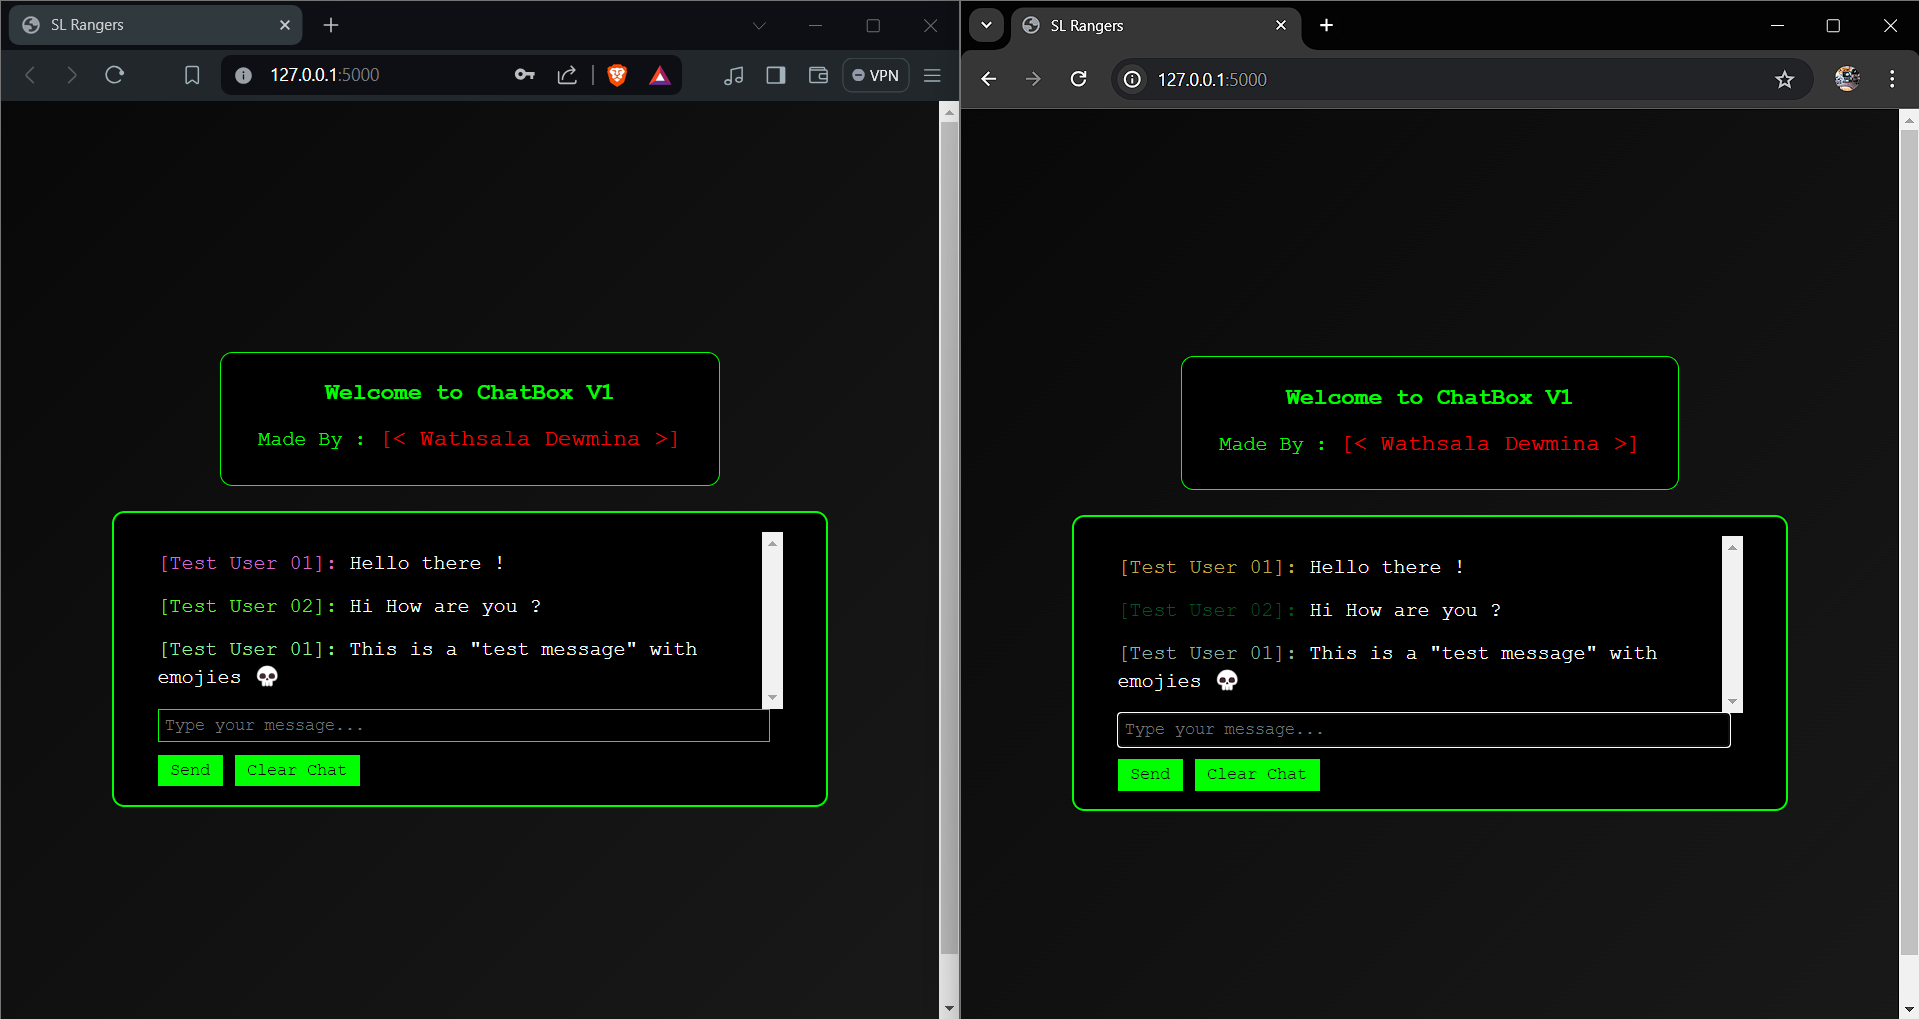 SL Rangers
127.0.0.1:5000
VPN
Welcome to ChatBox V1
Made By : [< Wathsala Dewmina >]
[Test User 01]: Hello there !
[Test User 02]: Hi How are you ?
[Test User 01]: This is a "test message" with
emojies 💀
Type your message...
Send Clear Chat
SL Rangers
127.0.0.1:5000
Welcome to ChatBox V1
Made By : [< Wathsala Dewmina >]
[Test User 01]: Hello there !
[Test User 02]: Hi How are you ?
[Test User 01]: This is a "test message" with
emojies 💀
Type your message...
Send Clear Chat